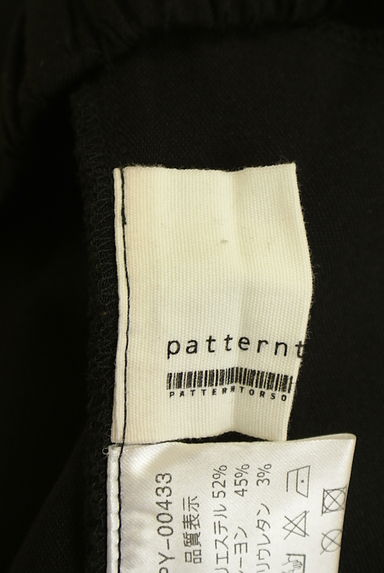 patternt
PATTERNTORSO
PY-00433
品質表示
リエステル 52%
ーヨン 45%
リウレタン 3%